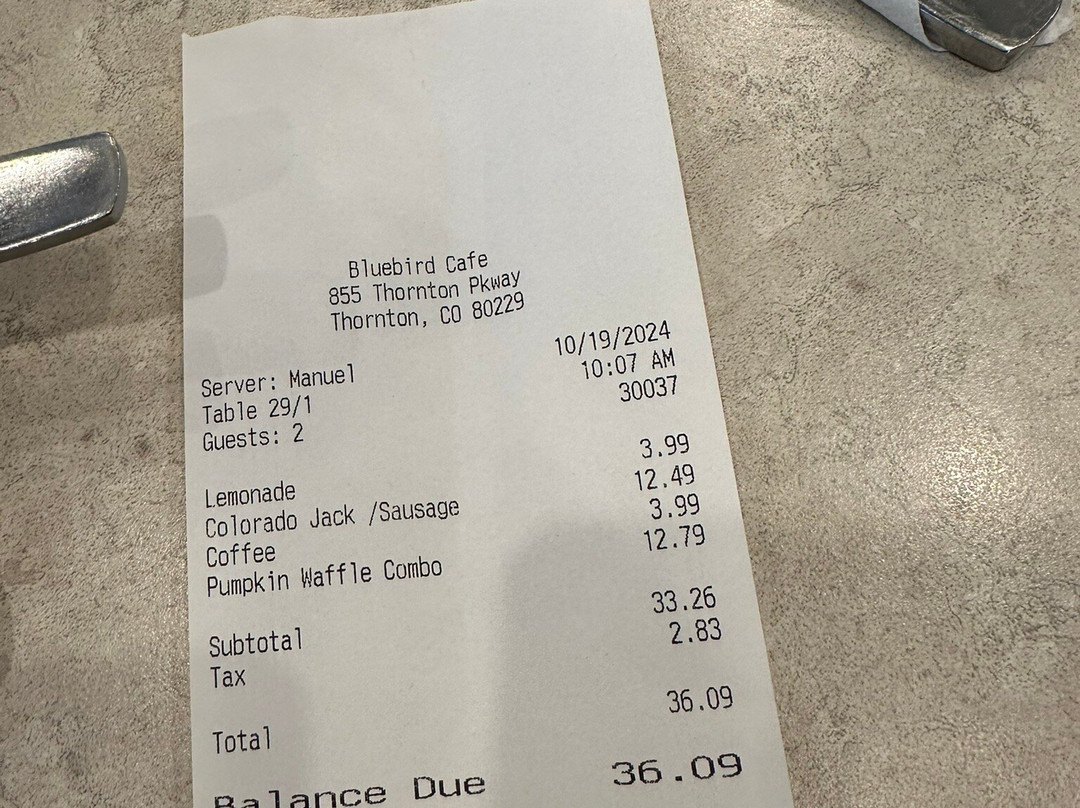 Bluebird Cafe
855 Thornton Pkway
Thornton, CO 80229
10/19/2024
Server: Manuel 10:07 AM
Table 29/1 30037
Guests: 2
Lemonade 3.99
Colorado Jack /Sausage 12.49
Coffee 3.99
Pumpkin Waffle Combo 12.79
Subtotal 33.26
Tax 2.83
Total 36.09
Balance Due 36.09